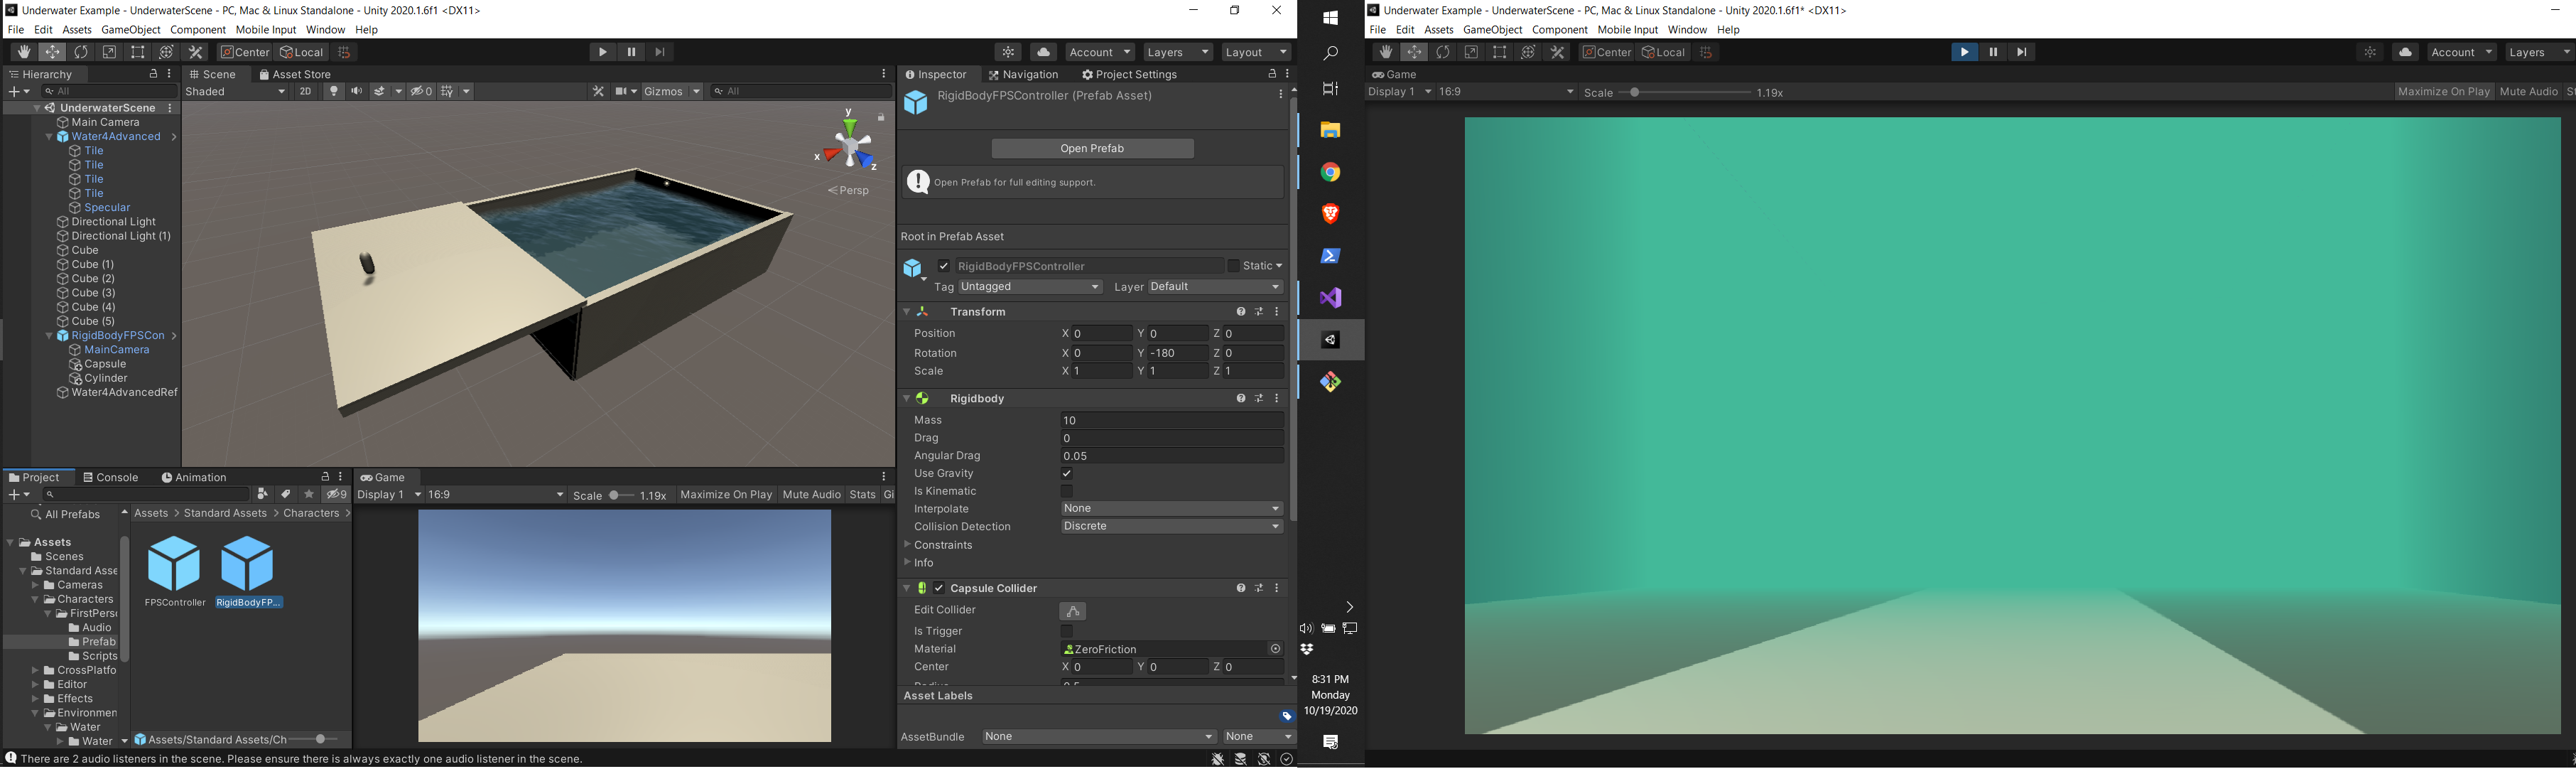 Underwater Example - UnderwaterScene - PC, Mac & Linux Standalone - Unity 2020.1.6f1 <DX11>
File Edit Assets GameObject Component Mobile Input Window Help
Center Local Account Layers Layout
Hierarchy
All
UnderwaterScene
Main Camera
Water4Advanced
Tile
Tile
Tile
Tile
Specular
Directional Light
Directional Light (1)
Cube
Cube (1)
Cube (2)
Cube (3)
Cube (4)
Cube (5)
RigidBodyFPSCon
MainCamera
Capsule
Cylinder
Water4AdvancedRef
Scene Asset Store
Shaded 2D 0 Gizmos All
y
x
z
Persp
Project Console Animation
9
All Prefabs
Assets
Scenes
Standard Asse
Cameras
Characters
FirstPerso
Audio
Prefab
Scripts
CrossPlatfo
Editor
Effects
Environmen
Water
Water
Assets > Standard Assets > Characters >
FPSController RigidBodyFP...
Assets/Standard Assets/Ch
Game
Display 1 16:9 Scale 1.19x Maximize On Play Mute Audio Stats Gi
Inspector Navigation Project Settings
RigidBodyFPSController (Prefab Asset)
Open Prefab
Open Prefab for full editing support.
Root in Prefab Asset
RigidBodyFPSController Static
Tag Untagged Layer Default
Transform
Position X 0 Y 0 Z 0
Rotation X 0 Y -180 Z 0
Scale X 1 Y 1 Z 1
Rigidbody
Mass 10
Drag 0
Angular Drag 0.05
Use Gravity
Is Kinematic
Interpolate None
Collision Detection Discrete
Constraints
Info
Capsule Collider
Edit Collider
Is Trigger
Material ZeroFriction
Center X 0 Y 0 Z 0
Asset Labels
AssetBundle None None
There are 2 audio listeners in the scene. Please ensure there is always exactly one audio listener in the scene.
8:31 PM
Monday
10/19/2020
Underwater Example - UnderwaterScene - PC, Mac & Linux Standalone - Unity 2020.1.6f1* <DX11>
File Edit Assets GameObject Component Mobile Input Window Help
Center Local Account Layers
Game
Display 1 16:9 Scale 1.19x Maximize On Play Mute Audio St